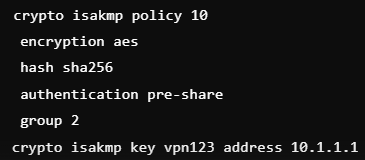 crypto isakmp policy 10
 encryption aes
 hash sha256
 authentication pre-share
 group 2
crypto isakmp key vpn123 address 10.1.1.1